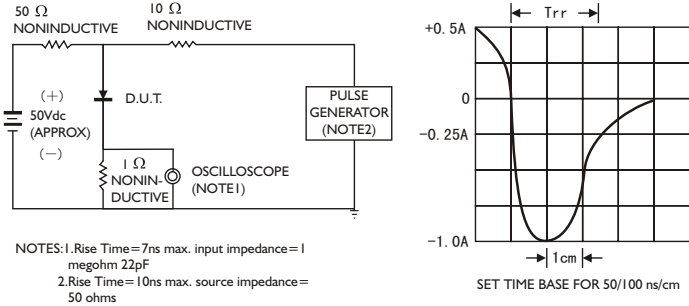 50 Ω
NONINDUCTIVE
10 Ω
NONINDUCTIVE
(+)
50Vdc
(APPROX)
(—)
D.U.T.
1 Ω
NONIN-
DUCTIVE
OSCILLOSCOPE
(NOTE1)
PULSE
GENERATOR
(NOTE2)
NOTES:1.Rise Time=7ns max. input impedance=1
megohm 22pF
2.Rise Time=10ns max. source impedance=
50 ohms
Trr
+0.5A
0
-0.25A
-1.0A
1cm
SET TIME BASE FOR 50/100 ns/cm